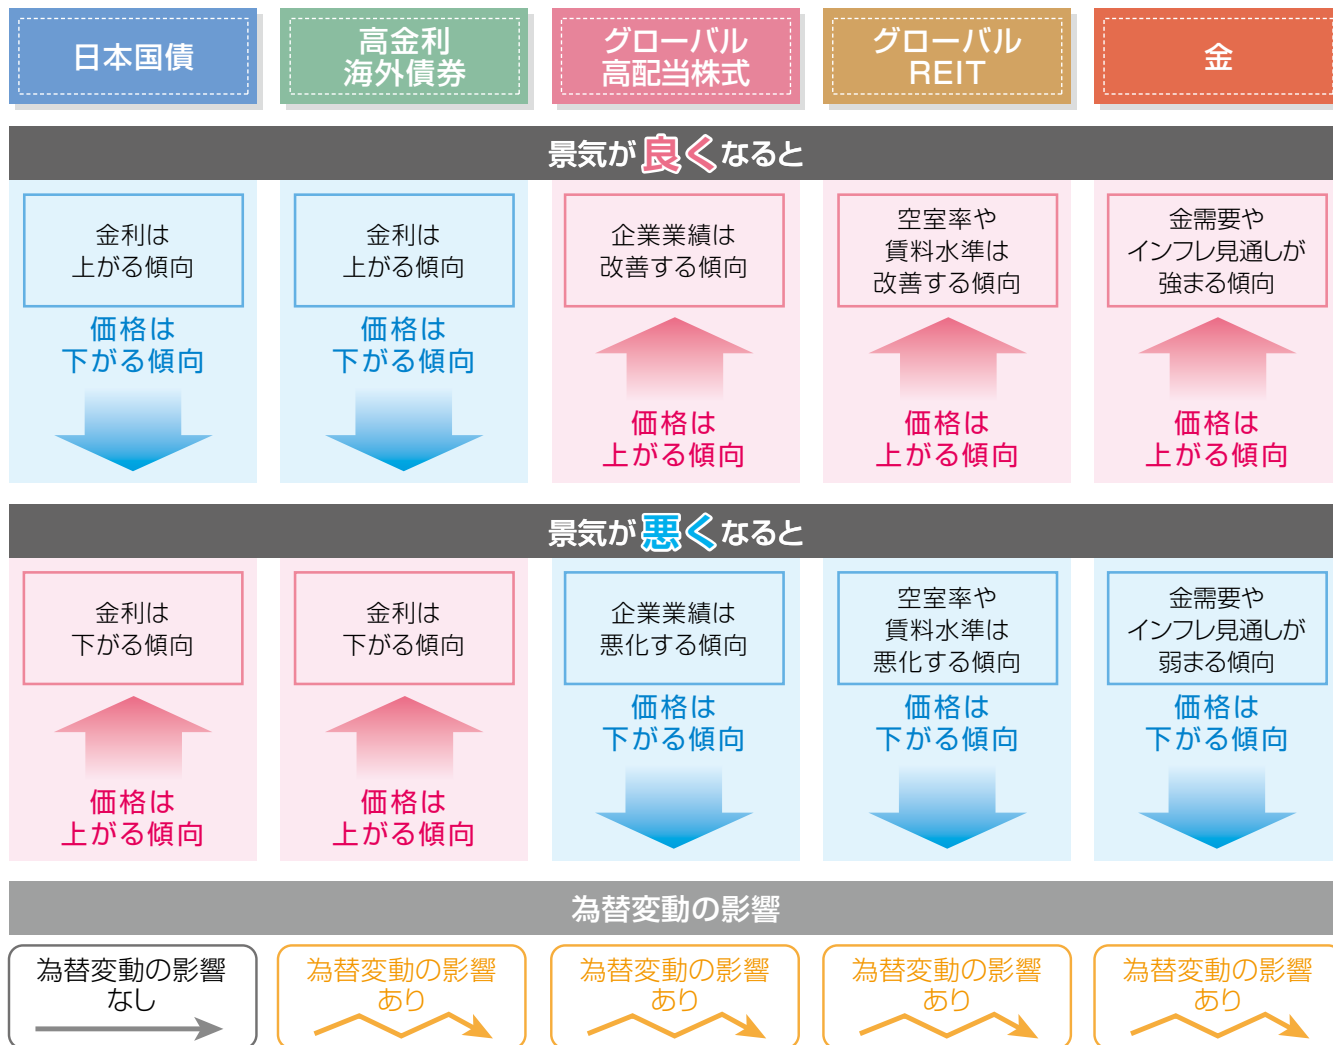 日本国債
高金利
海外債券
グローバル
高配当株式
グローバル
REIT
金
景気が良くなると
金利は
上がる傾向
価格は
下がる傾向
金利は
上がる傾向
価格は
下がる傾向
企業業績は
改善する傾向
価格は
上がる傾向
空室率や
賃料水準は
改善する傾向
価格は
上がる傾向
金需要や
インフレ見通しが
強まる傾向
価格は
上がる傾向
景気が悪くなると
金利は
下がる傾向
価格は
上がる傾向
金利は
下がる傾向
価格は
上がる傾向
企業業績は
悪化する傾向
価格は
下がる傾向
空室率や
賃料水準は
悪化する傾向
価格は
下がる傾向
金需要や
インフレ見通しが
弱まる傾向
価格は
下がる傾向
為替変動の影響
為替変動の影響
なし
為替変動の影響
あり
為替変動の影響
あり
為替変動の影響
あり
為替変動の影響
あり